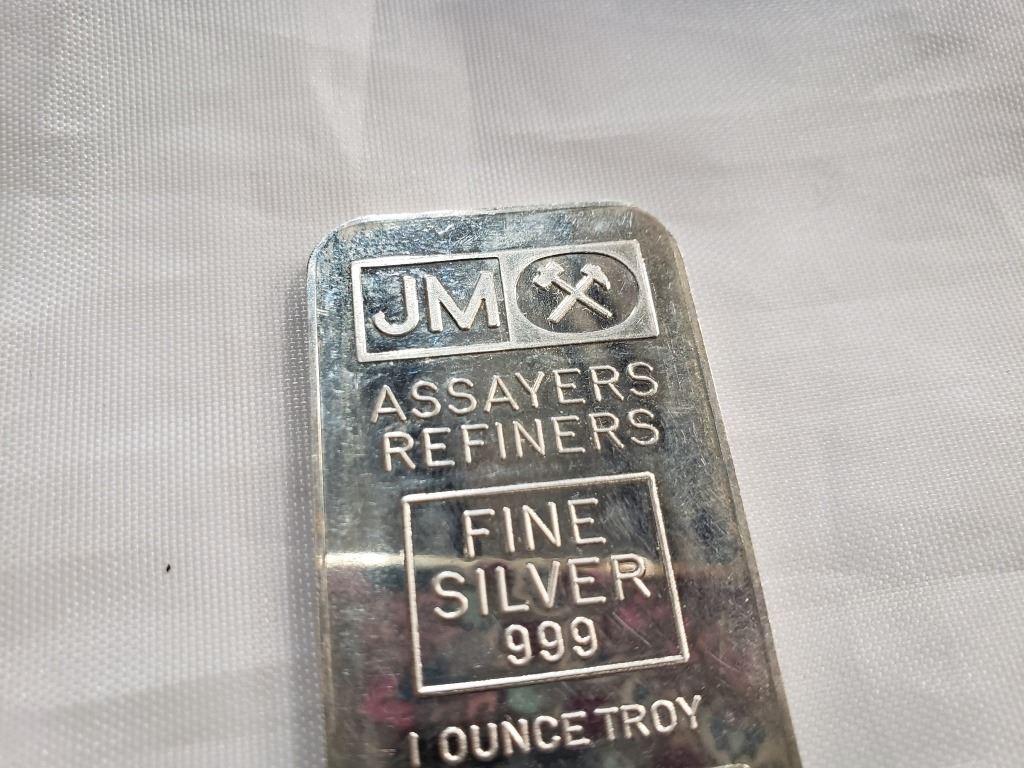 JM
ASSAYERS
REFINERS
FINE
SILVER
999
1 OUNCE TROY